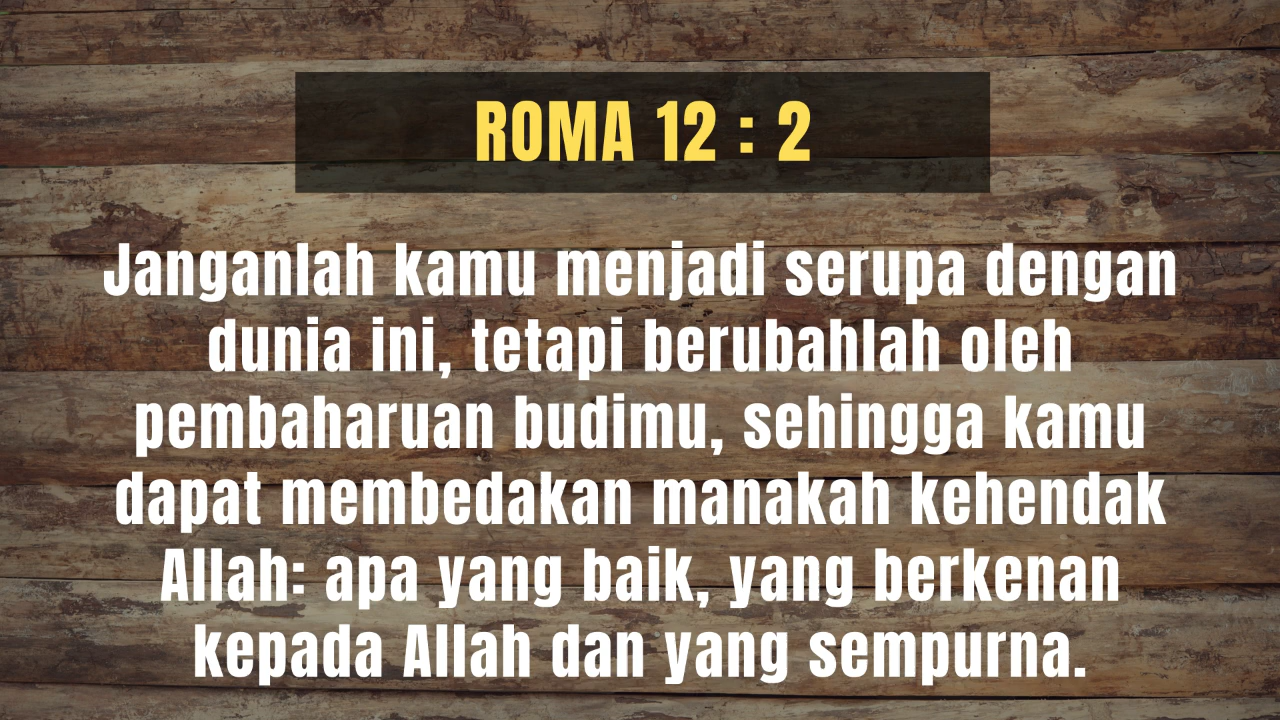 ROMA 12 : 2
Janganlah kamu menjadi serupa dengan
dunia ini, tetapi berubahlah oleh
pembaharuan budimu, sehingga kamu
dapat membedakan manakah kehendak
Allah: apa yang baik, yang berkenan
kepada Allah dan yang sempurna.